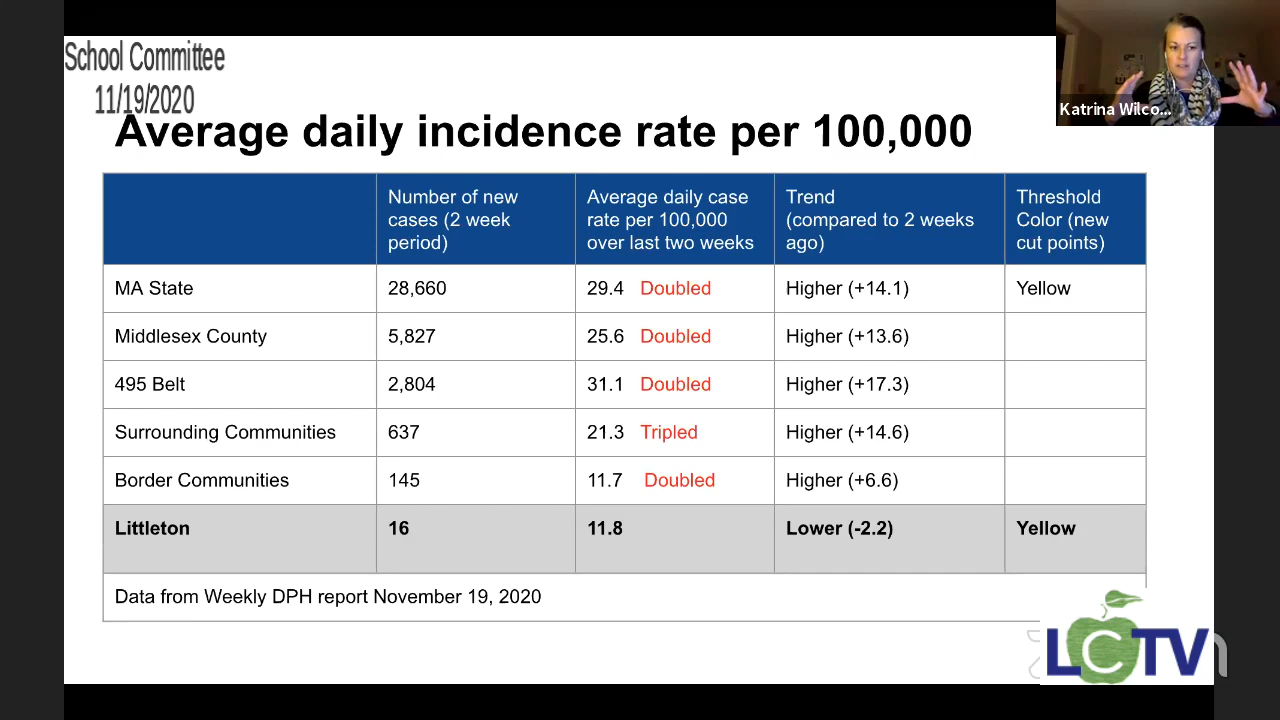 School Committee
11/19/2020
Katrina Wilco...
Average daily incidence rate per 100,000
Number of new
cases (2 week
period)
Average daily case
rate per 100,000
over last two weeks
Trend
(compared to 2 weeks
ago)
Threshold
Color (new
cut points)
MA State 28,660 29.4 Doubled Higher (+14.1) Yellow
Middlesex County 5,827 25.6 Doubled Higher (+13.6)
495 Belt 2,804 31.1 Doubled Higher (+17.3)
Surrounding Communities 637 21.3 Tripled Higher (+14.6)
Border Communities 145 11.7 Doubled Higher (+6.6)
Littleton 16 11.8 Lower (-2.2) Yellow
Data from Weekly DPH report November 19, 2020
LCTV